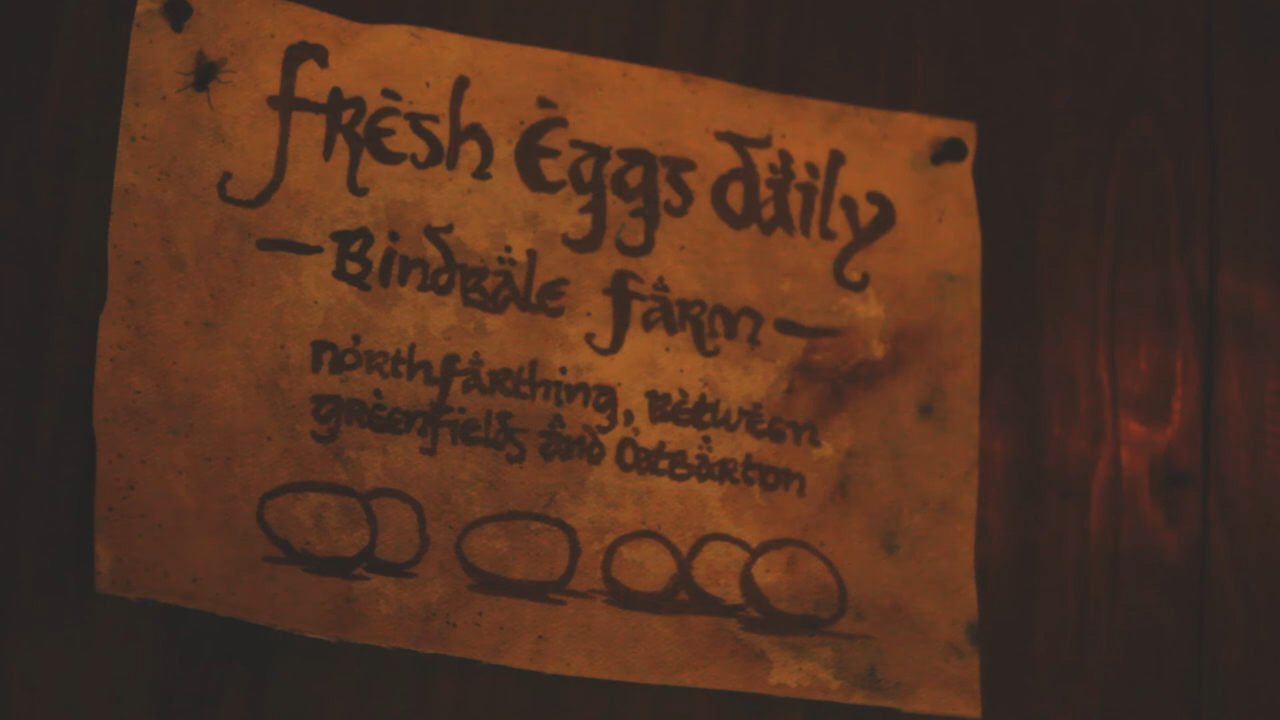 fresh Eggs daily
— Bindbale farm —
northfarthing, Between
greenfields and Oatbarton